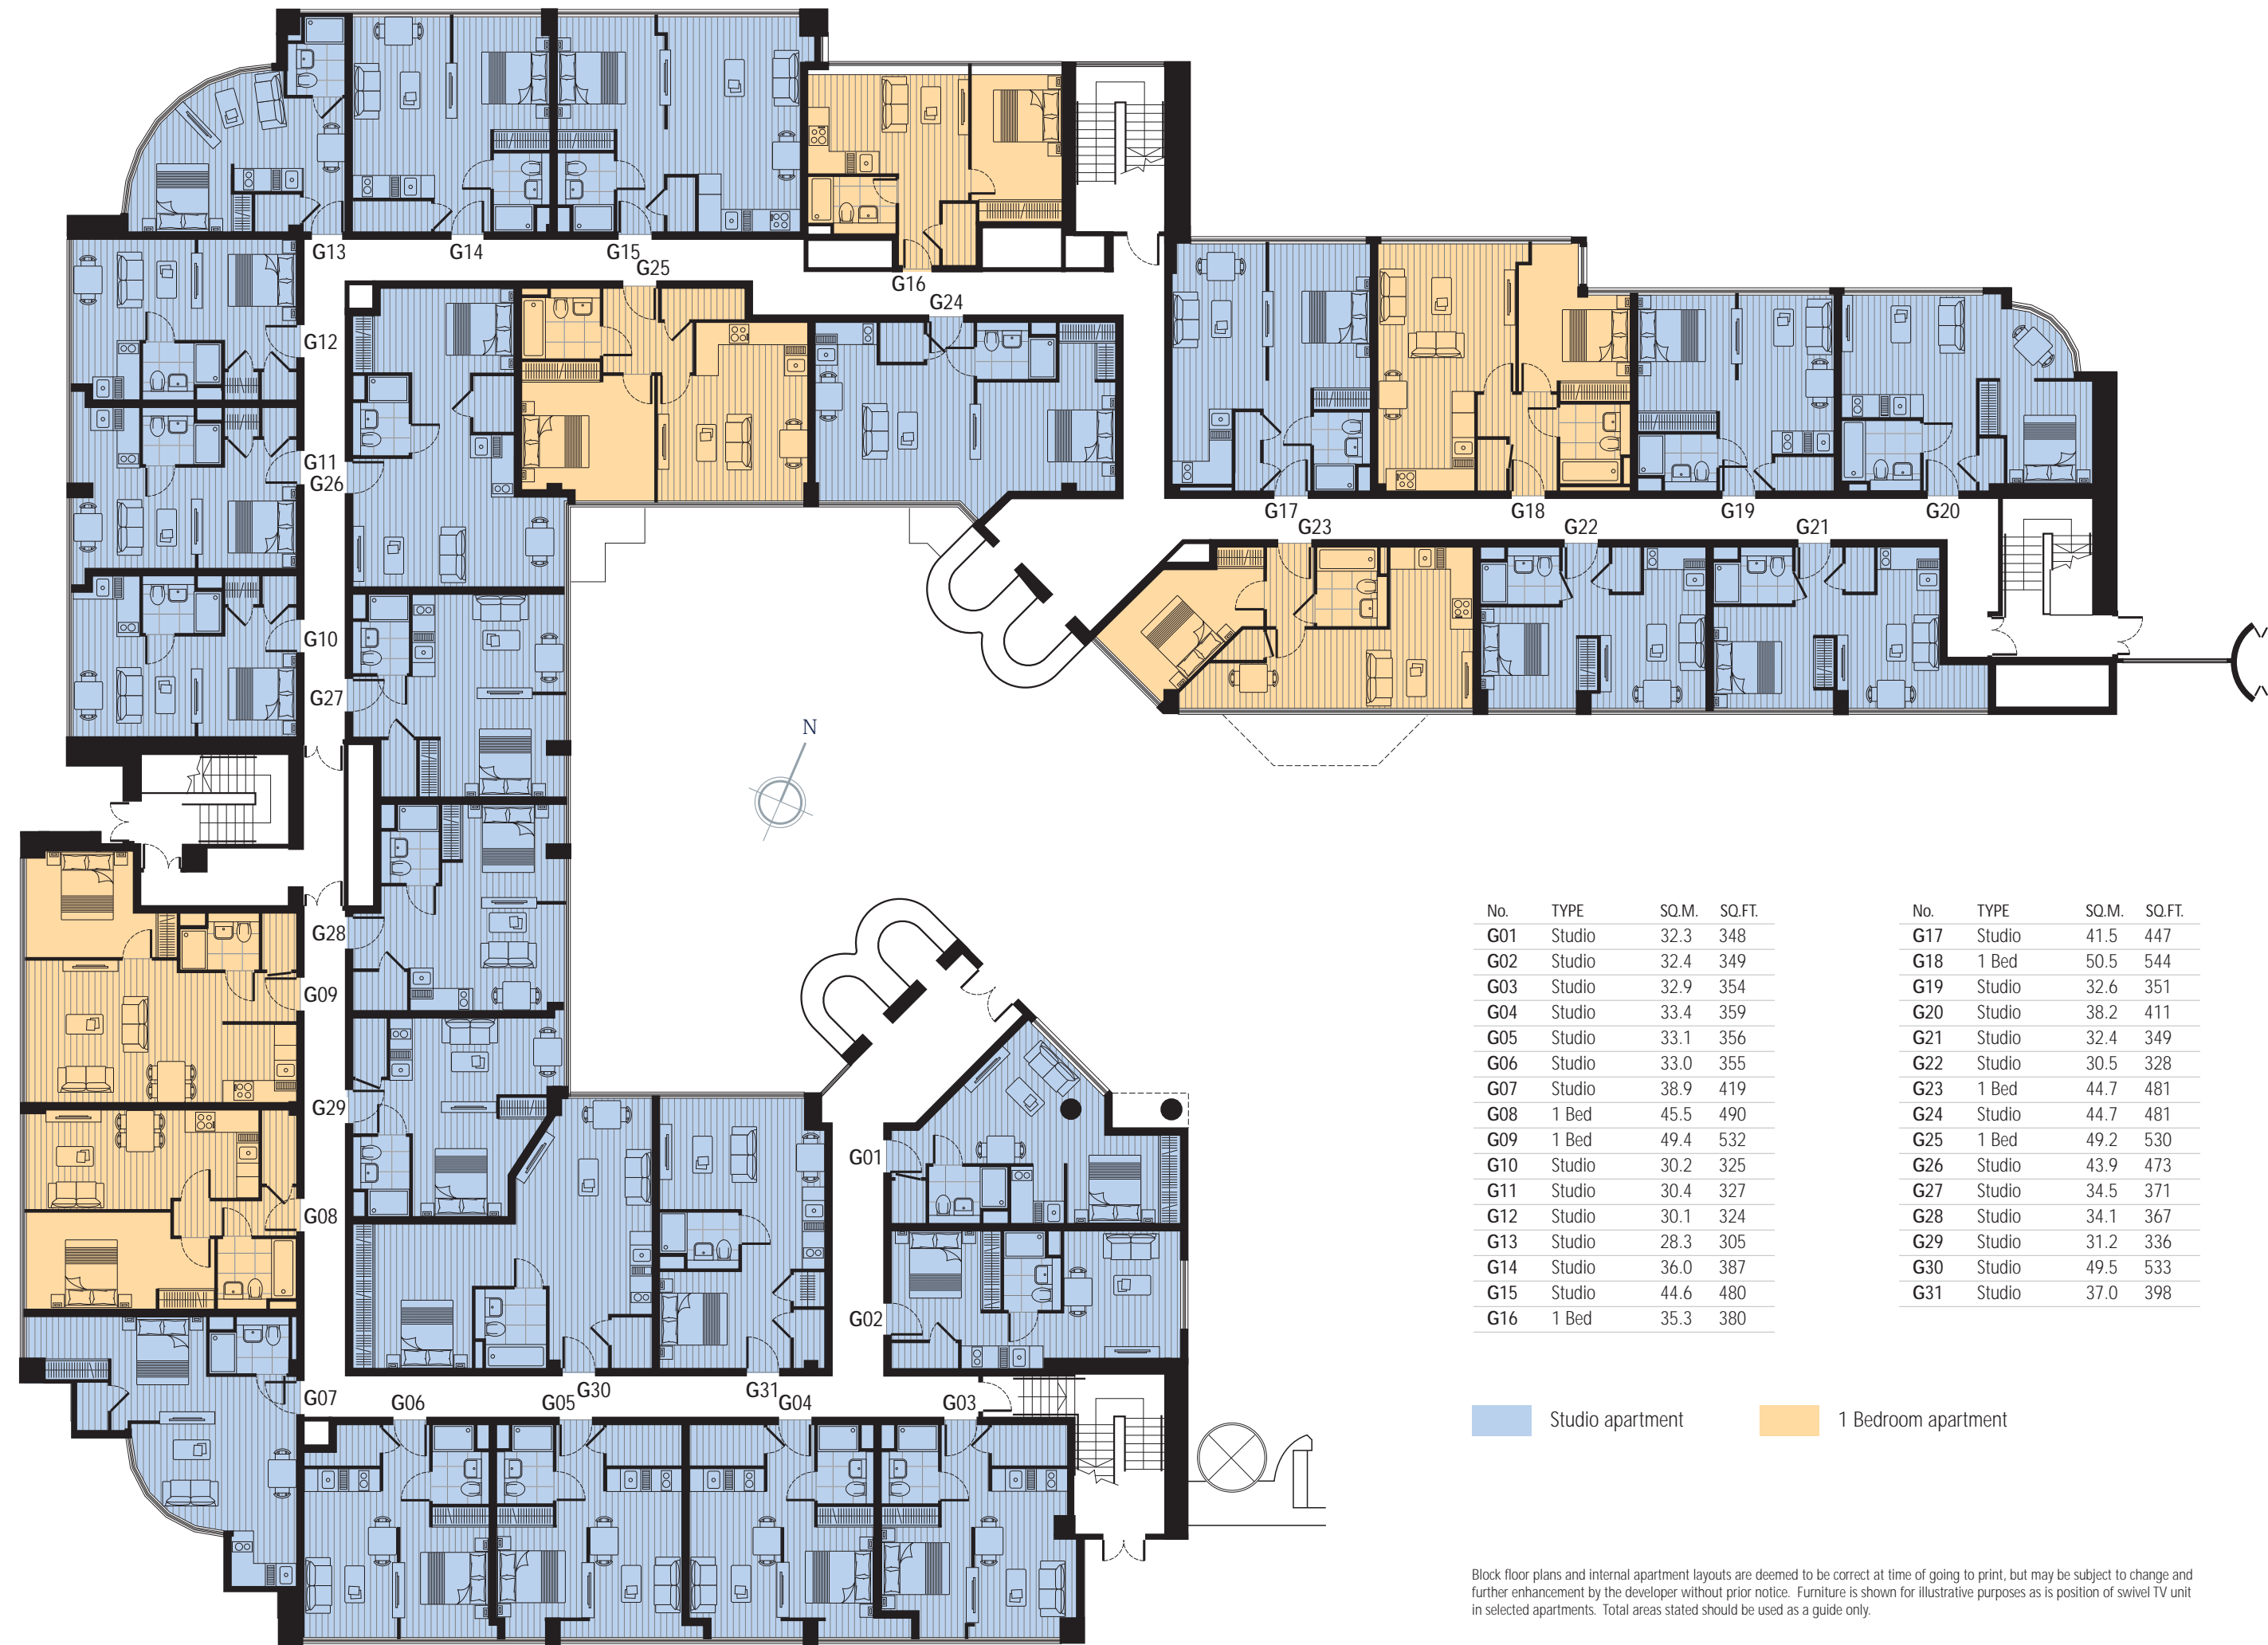 G13
G14
G15
G25
G16
G24
G12
G11
G26
G10
G27
G17
G18
G19
G20
G23
G22
G21
N
G28
G09
G29
G08
G01
G02
G07
G06
G05
G30
G31
G04
G03
No. TYPE SQ.M. SQ.FT.
G01 Studio 32.3 348
G02 Studio 32.4 349
G03 Studio 32.9 354
G04 Studio 33.4 359
G05 Studio 33.1 356
G06 Studio 33.0 355
G07 Studio 38.9 419
G08 1 Bed 45.5 490
G09 1 Bed 49.4 532
G10 Studio 30.2 325
G11 Studio 30.4 327
G12 Studio 30.1 324
G13 Studio 28.3 305
G14 Studio 36.0 387
G15 Studio 44.6 480
G16 1 Bed 35.3 380
No. TYPE SQ.M. SQ.FT.
G17 Studio 41.5 447
G18 1 Bed 50.5 544
G19 Studio 32.6 351
G20 Studio 38.2 411
G21 Studio 32.4 349
G22 Studio 30.5 328
G23 1 Bed 44.7 481
G24 Studio 44.7 481
G25 1 Bed 49.2 530
G26 Studio 43.9 473
G27 Studio 34.5 371
G28 Studio 34.1 367
G29 Studio 31.2 336
G30 Studio 49.5 533
G31 Studio 37.0 398
Studio apartment
1 Bedroom apartment
Block floor plans and internal apartment layouts are deemed to be correct at time of going to print, but may be subject to change and
further enhancement by the developer without prior notice. Furniture is shown for illustrative purposes as is position of swivel TV unit
in selected apartments. Total areas stated should be used as a guide only.